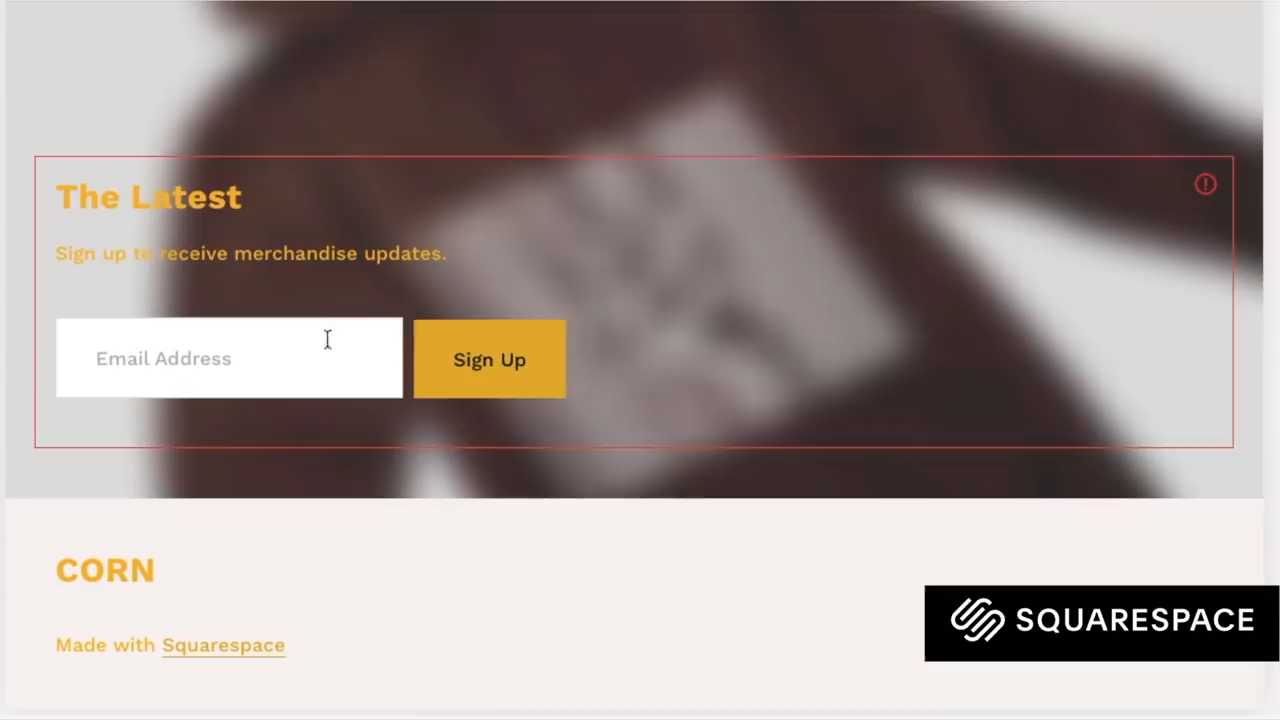 The Latest
Sign up to receive merchandise updates.
Email Address
Sign Up
CORN
Made with Squarespace
SQUARESPACE